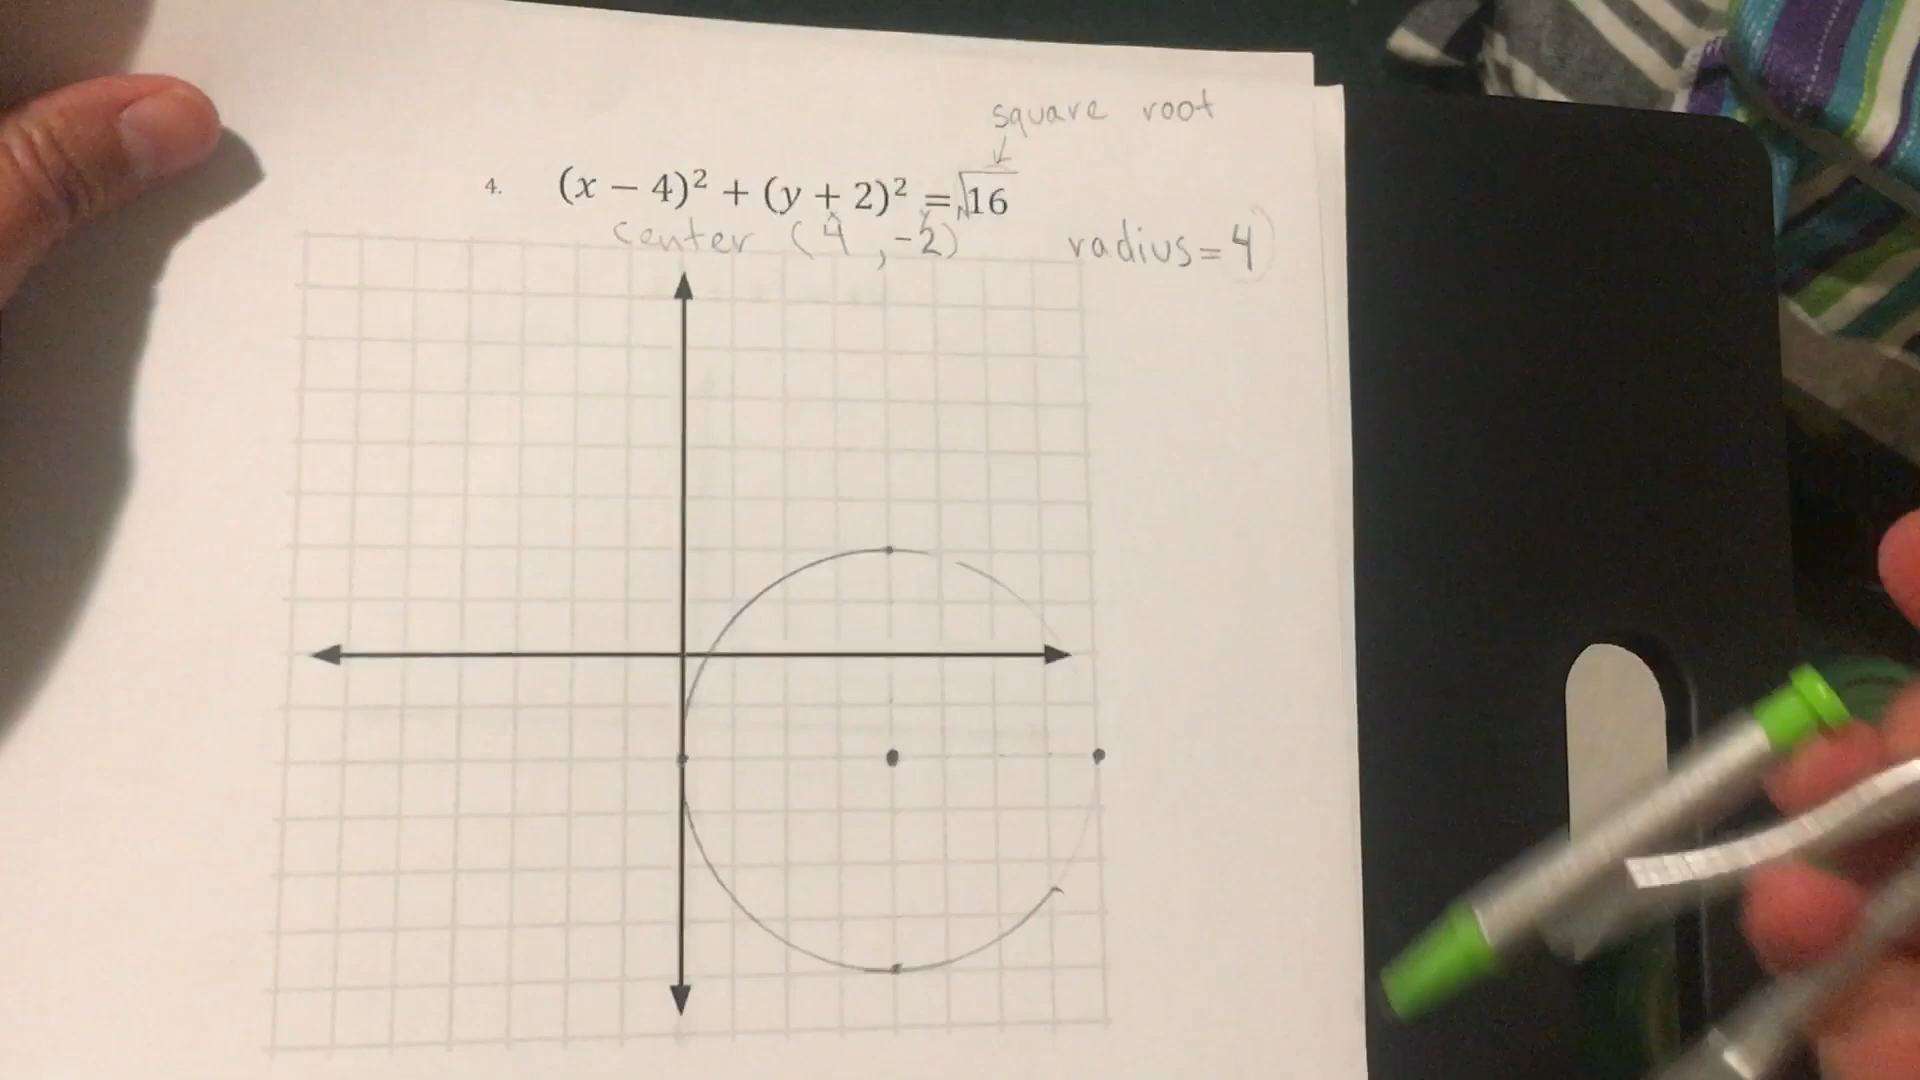 square root
4. (x − 4)² + (y + 2)² = √16
center (4, -2) radius = 4